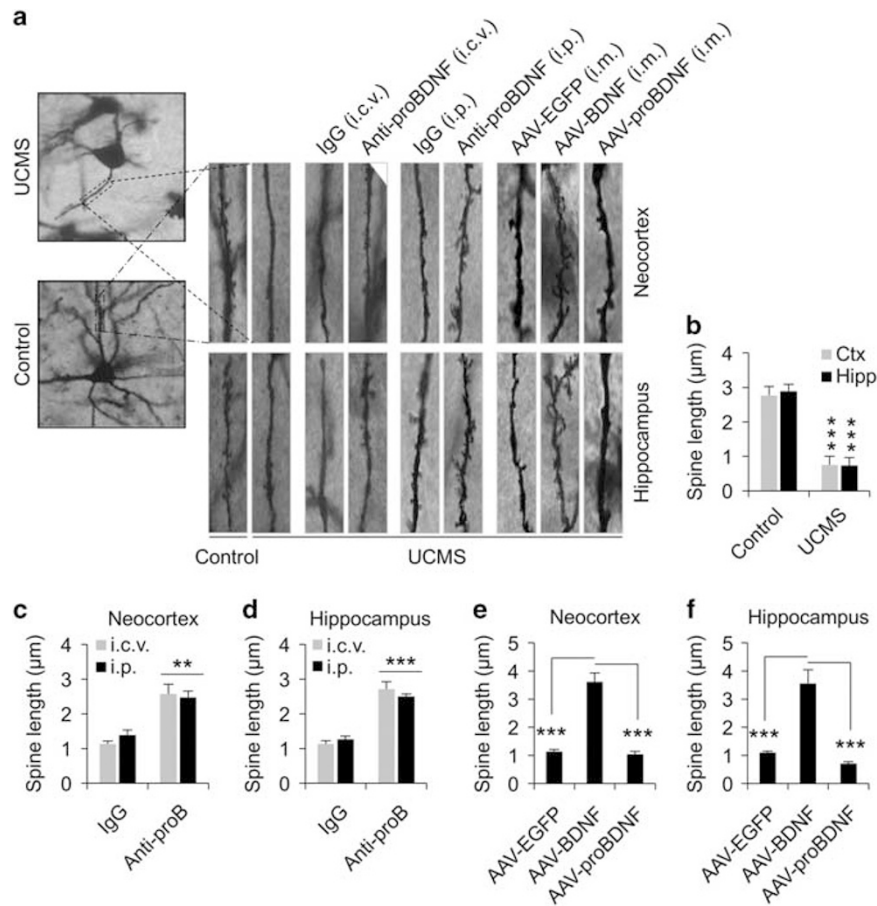 a
UCMS
Control
IgG (i.c.v.)
Anti-proBDNF (i.c.v.)
IgG (i.p.)
Anti-proBDNF (i.p.)
AAV-EGFP (i.m.)
AAV-BDNF (i.m.)
AAV-proBDNF (i.m.)
Neocortex
Hippocampus
Control
UCMS
b
Ctx
Hipp
Spine length (µm)
4
3
2
1
0
***
***
Control
UCMS
c
Neocortex
i.c.v.
i.p.
**
Spine length (µm)
4
3
2
1
0
IgG
Anti-proB
d
Hippocampus
i.c.v.
i.p.
***
Spine length (µm)
4
3
2
1
0
IgG
Anti-proB
e
Neocortex
Spine length (µm)
5
4
3
2
1
0
***
***
AAV-EGFP
AAV-BDNF
AAV-proBDNF
f
Hippocampus
Spine length (µm)
5
4
3
2
1
0
***
***
AAV-EGFP
AAV-BDNF
AAV-proBDNF